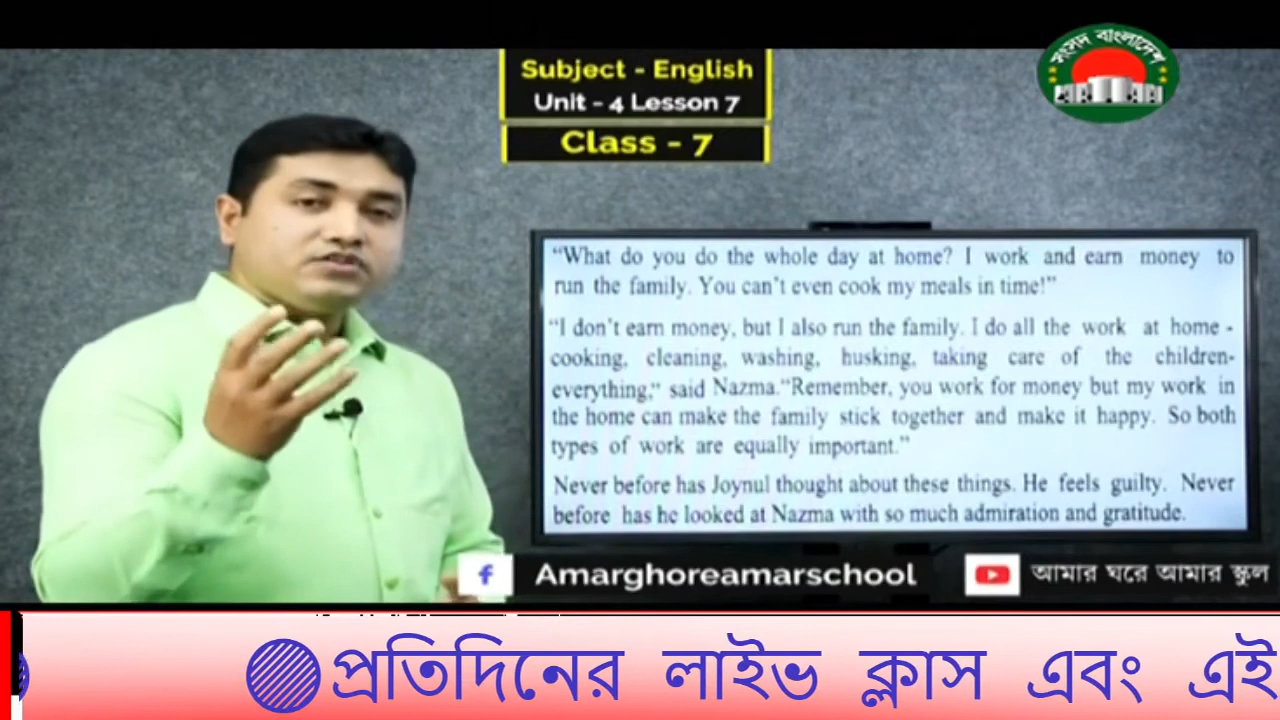 সংসদ বাংলাদেশ
Subject - English
Unit - 4 Lesson 7
Class - 7
“What do you do the whole day at home? I work and earn money to
run the family. You can’t even cook my meals in time!”
“I don’t earn money, but I also run the family. I do all the work at home -
cooking, cleaning, washing, husking, taking care of the children-
everything,” said Nazma.“Remember, you work for money but my work in
the home can make the family stick together and make it happy. So both
types of work are equally important.”
Never before has Joynul thought about these things. He feels guilty. Never
before has he looked at Nazma with so much admiration and gratitude.
f Amarghoreamarschool
আমার ঘরে আমার স্কুল
প্রতিদিনের লাইভ ক্লাস এবং এই